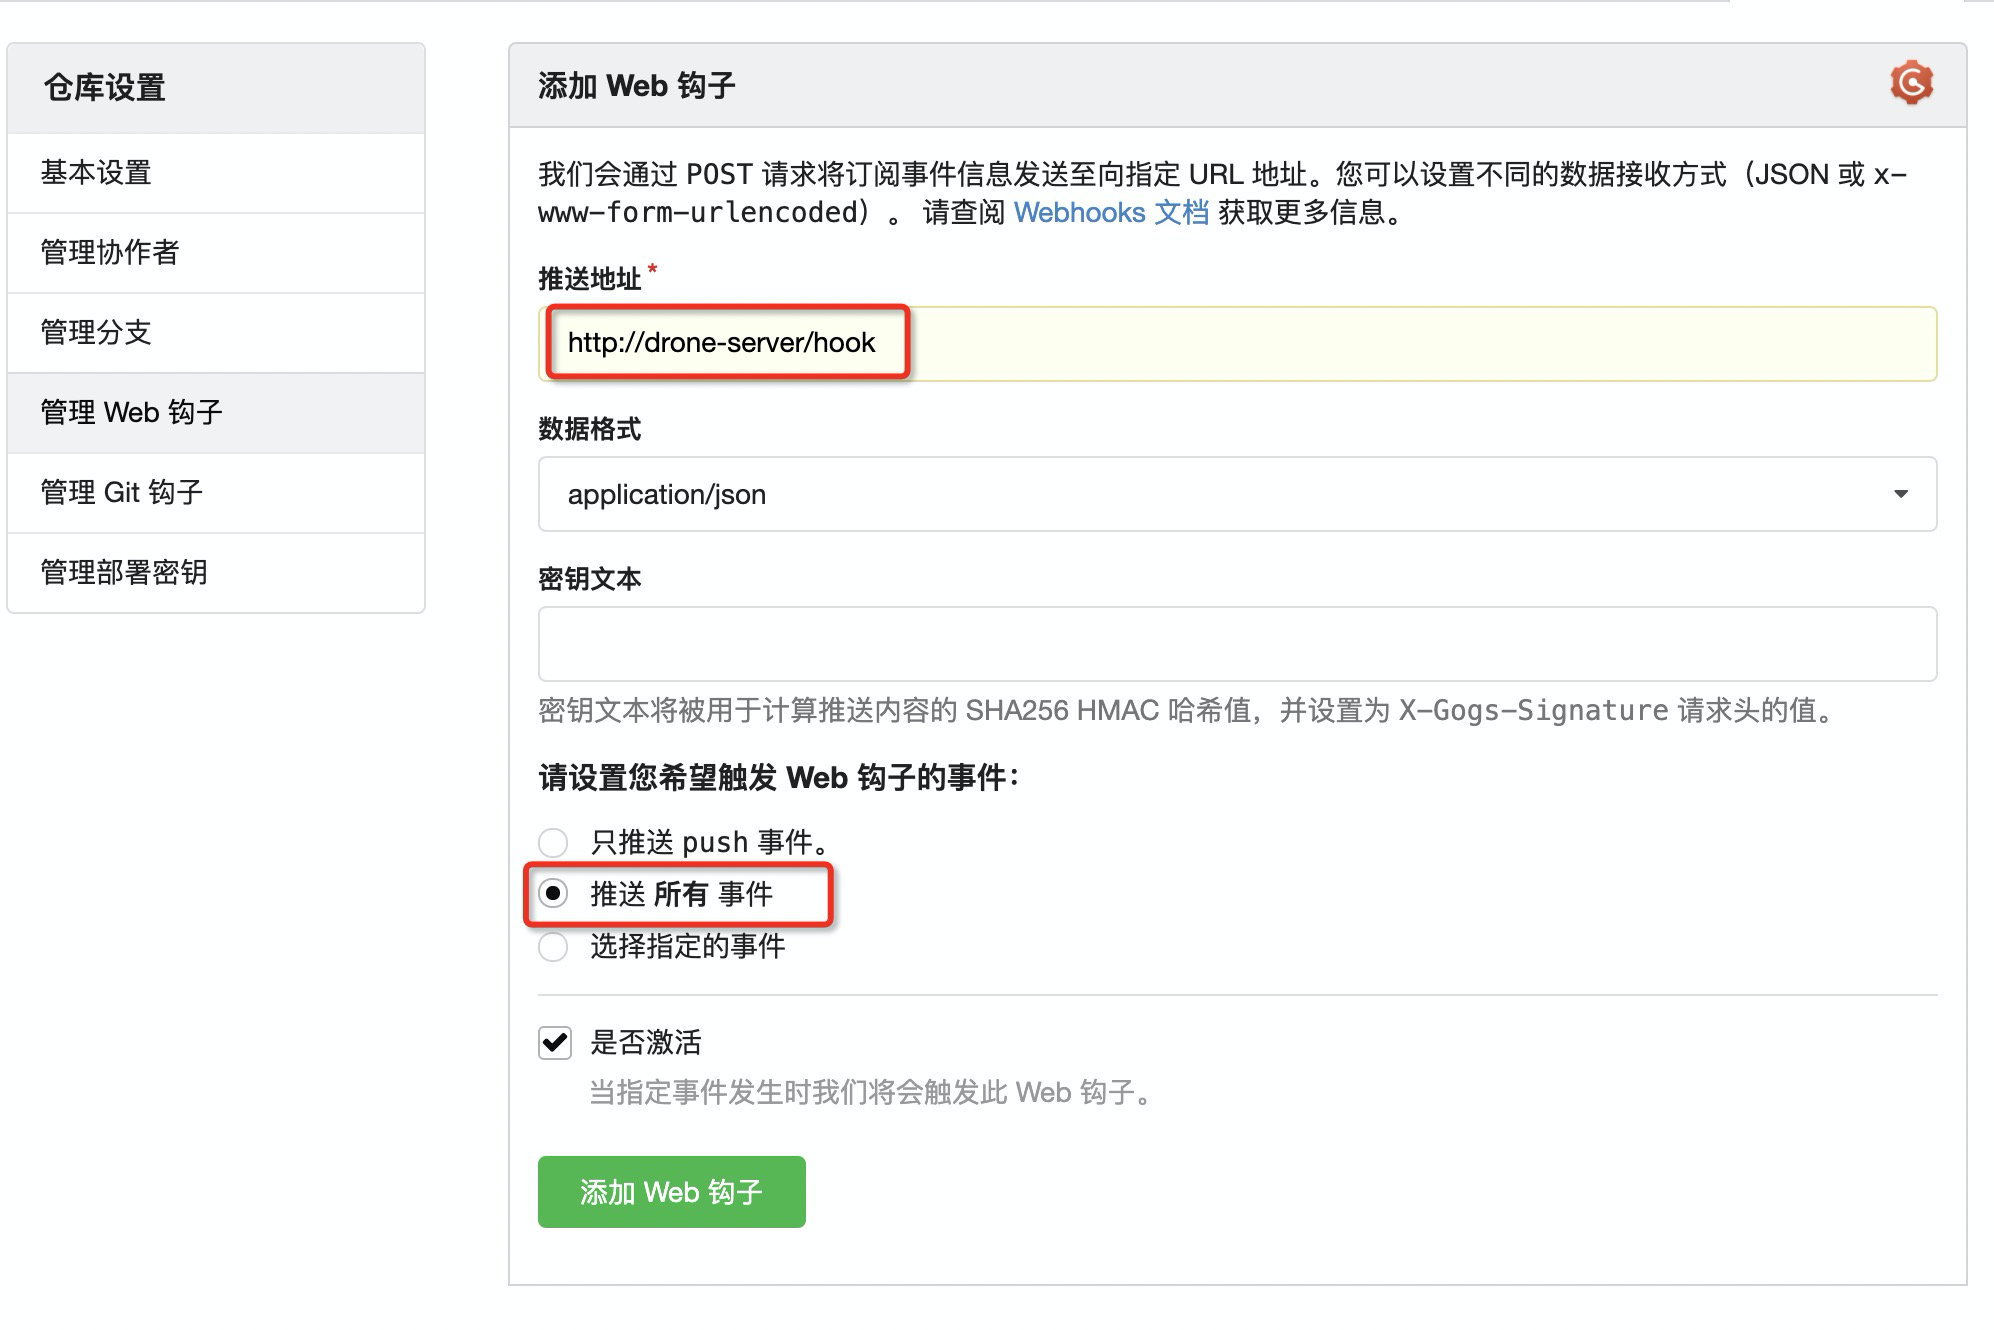 仓库设置
基本设置
管理协作者
管理分支
管理 Web 钩子
管理 Git 钩子
管理部署密钥
添加 Web 钩子
我们会通过 POST 请求将订阅事件信息发送至向指定 URL 地址。您可以设置不同的数据接收方式（JSON 或 x-
www-form-urlencoded）。 请查阅 Webhooks 文档 获取更多信息。
推送地址*
http://drone-server/hook
数据格式
application/json
密钥文本
密钥文本将被用于计算推送内容的 SHA256 HMAC 哈希值，并设置为 X-Gogs-Signature 请求头的值。
请设置您希望触发 Web 钩子的事件：
只推送 push 事件。
推送 所有 事件
选择指定的事件
是否激活
当指定事件发生时我们将会触发此 Web 钩子。
添加 Web 钩子